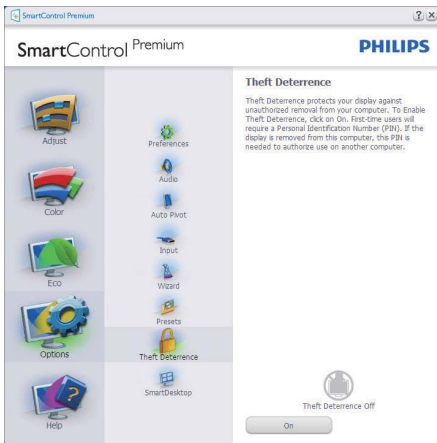 SmartControl Premium
SmartControl Premium
PHILIPS
Adjust
Color
Eco
Options
Help
Preferences
Audio
Auto Pivot
Input
Wizard
Presets
Theft Deterrence
SmartDesktop
Theft Deterrence
Theft Deterrence protects your display against
unauthorized removal from your computer. To Enable
Theft Deterrence, click on On. First-time users will
require a Personal Identification Number (PIN). If the
display is removed from this computer, this PIN is
needed to authorize use on another computer.
Theft Deterrence Off
On